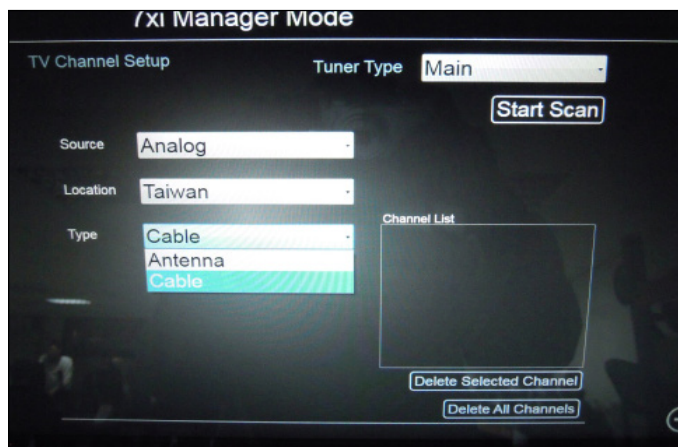 7xi Manager Mode
TV Channel Setup
Tuner Type Main
Start Scan
Source Analog
Location Taiwan
Type Cable
Antenna
Cable
Channel List
Delete Selected Channel
Delete All Channels